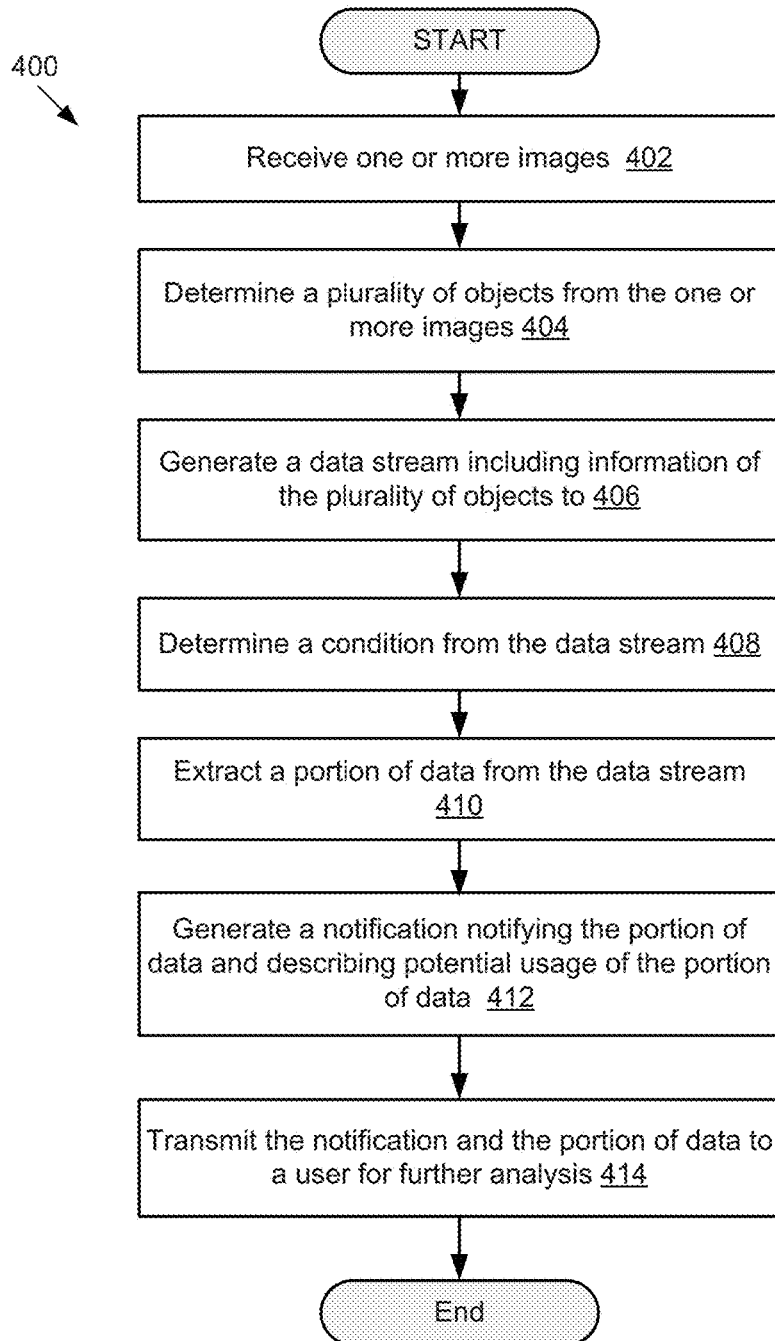 START
400
Receive one or more images 402
Determine a plurality of objects from the one or
more images 404
Generate a data stream including information of
the plurality of objects to 406
Determine a condition from the data stream 408
Extract a portion of data from the data stream
410
Generate a notification notifying the portion of
data and describing potential usage of the portion
of data 412
Transmit the notification and the portion of data to
a user for further analysis 414
End